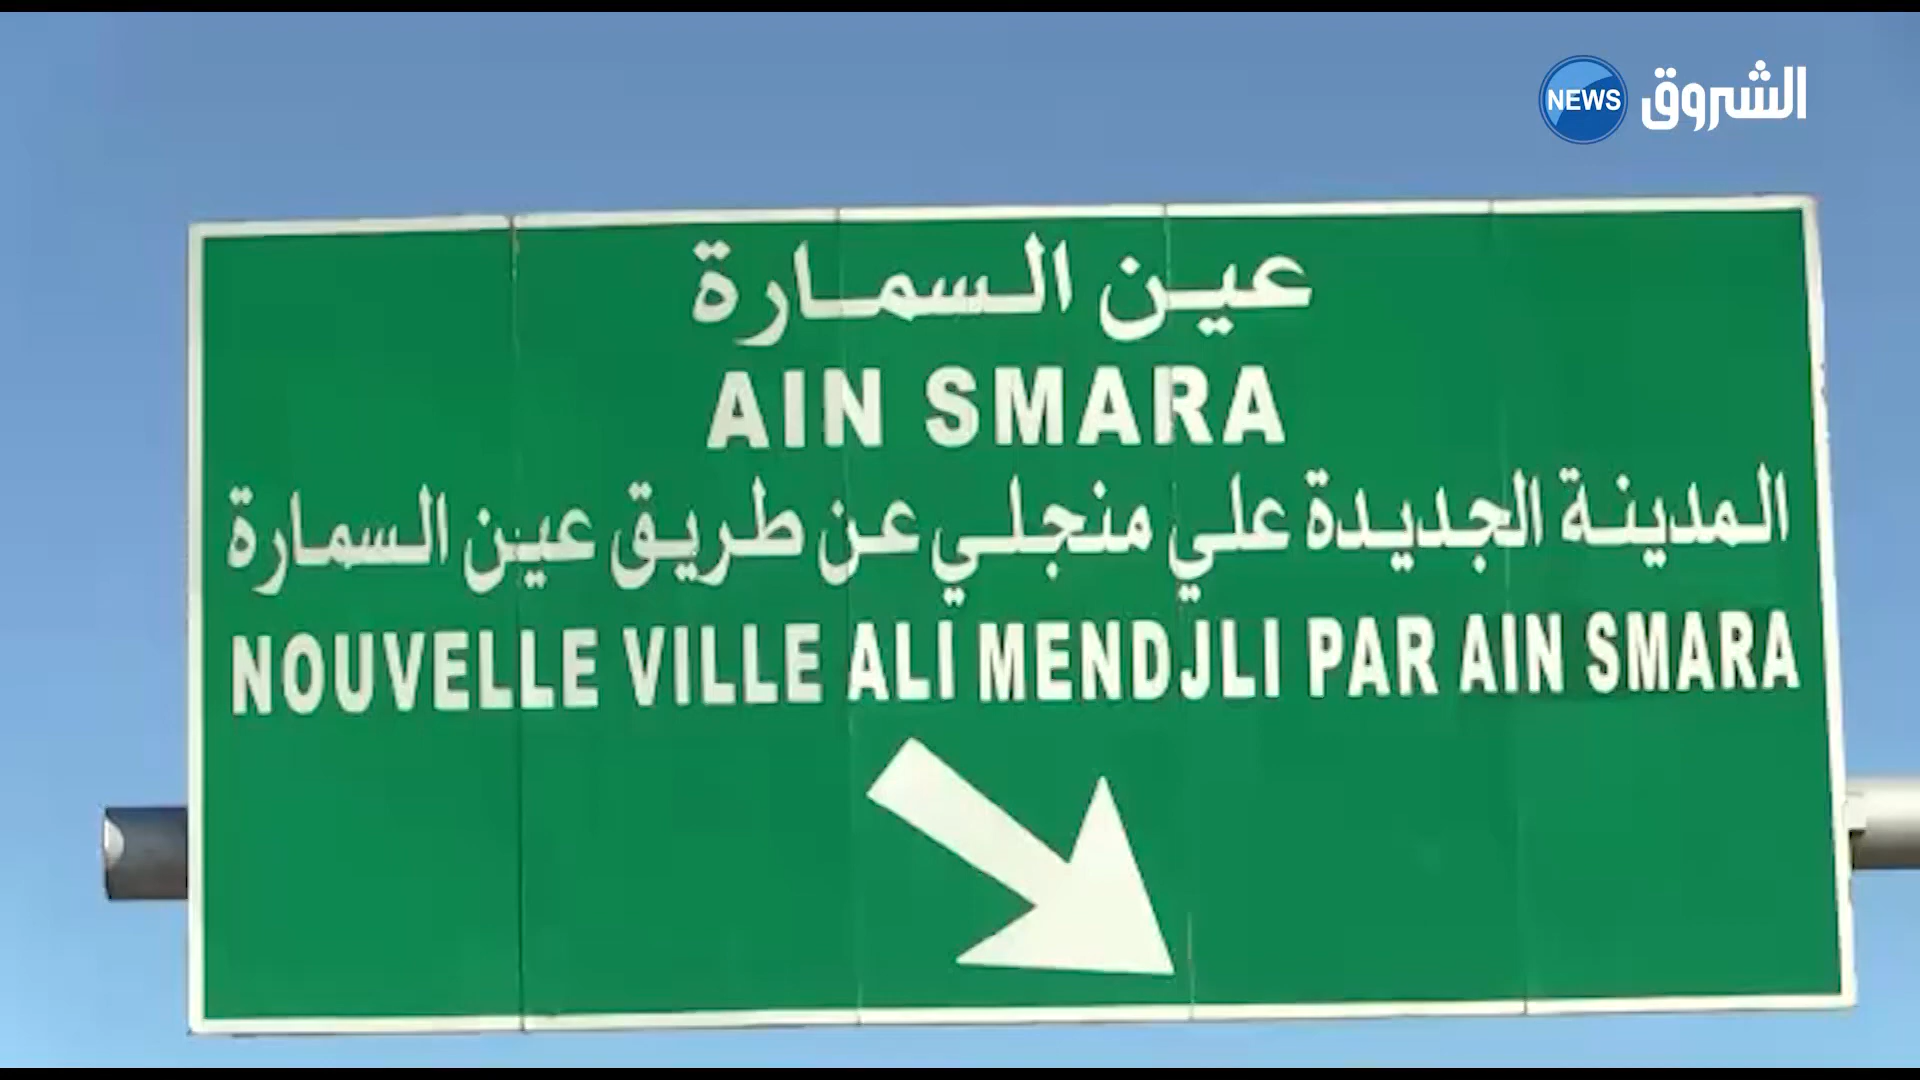 NEWS الشروق
عين السمارة
AIN SMARA
المدينة الجديدة علي منجلي عن طريق عين السمارة
NOUVELLE VILLE ALI MENDJLI PAR AIN SMARA